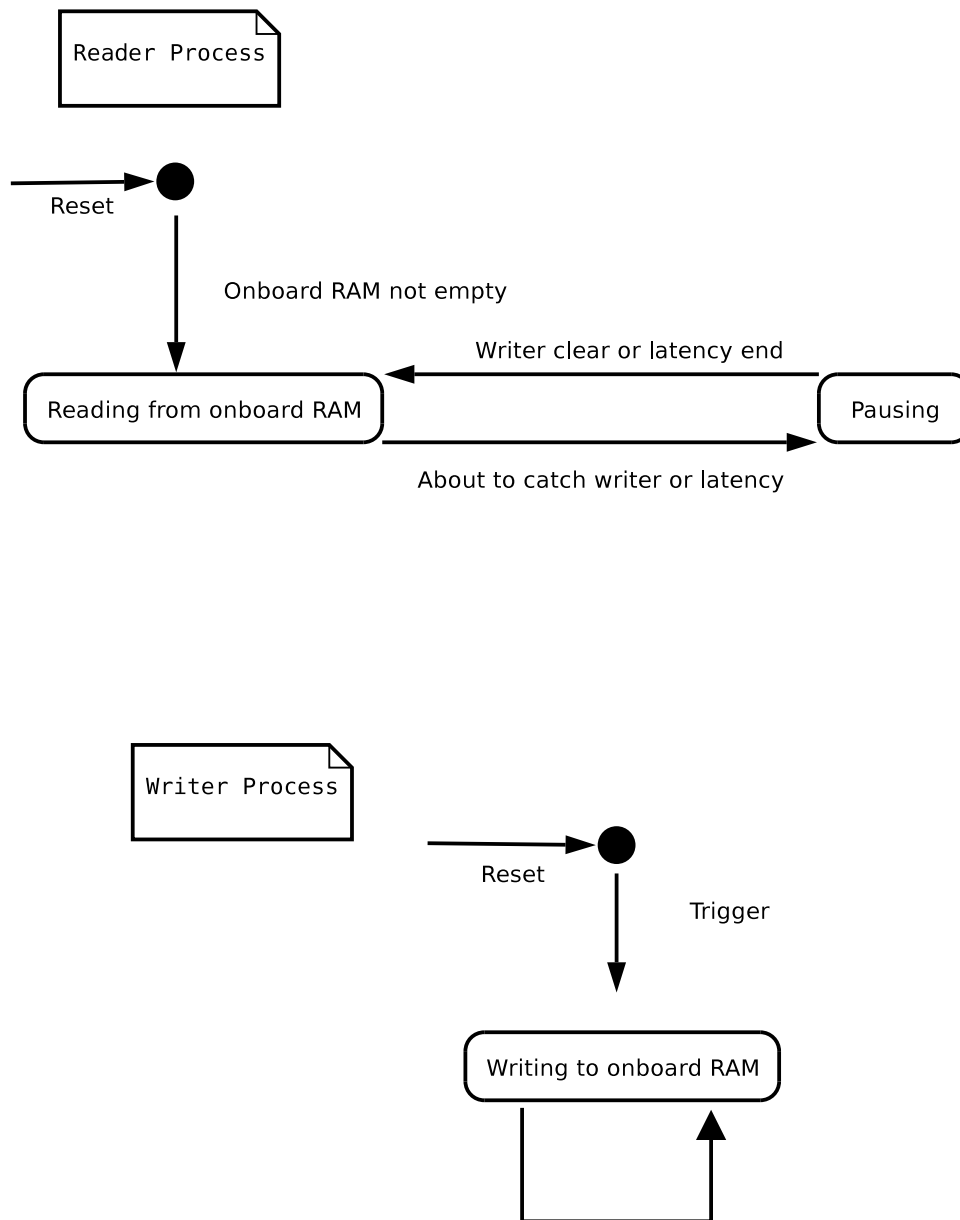 Reader Process
Reset
Onboard RAM not empty
Writer clear or latency end
Reading from onboard RAM
Pausing
About to catch writer or latency
Writer Process
Reset
Trigger
Writing to onboard RAM